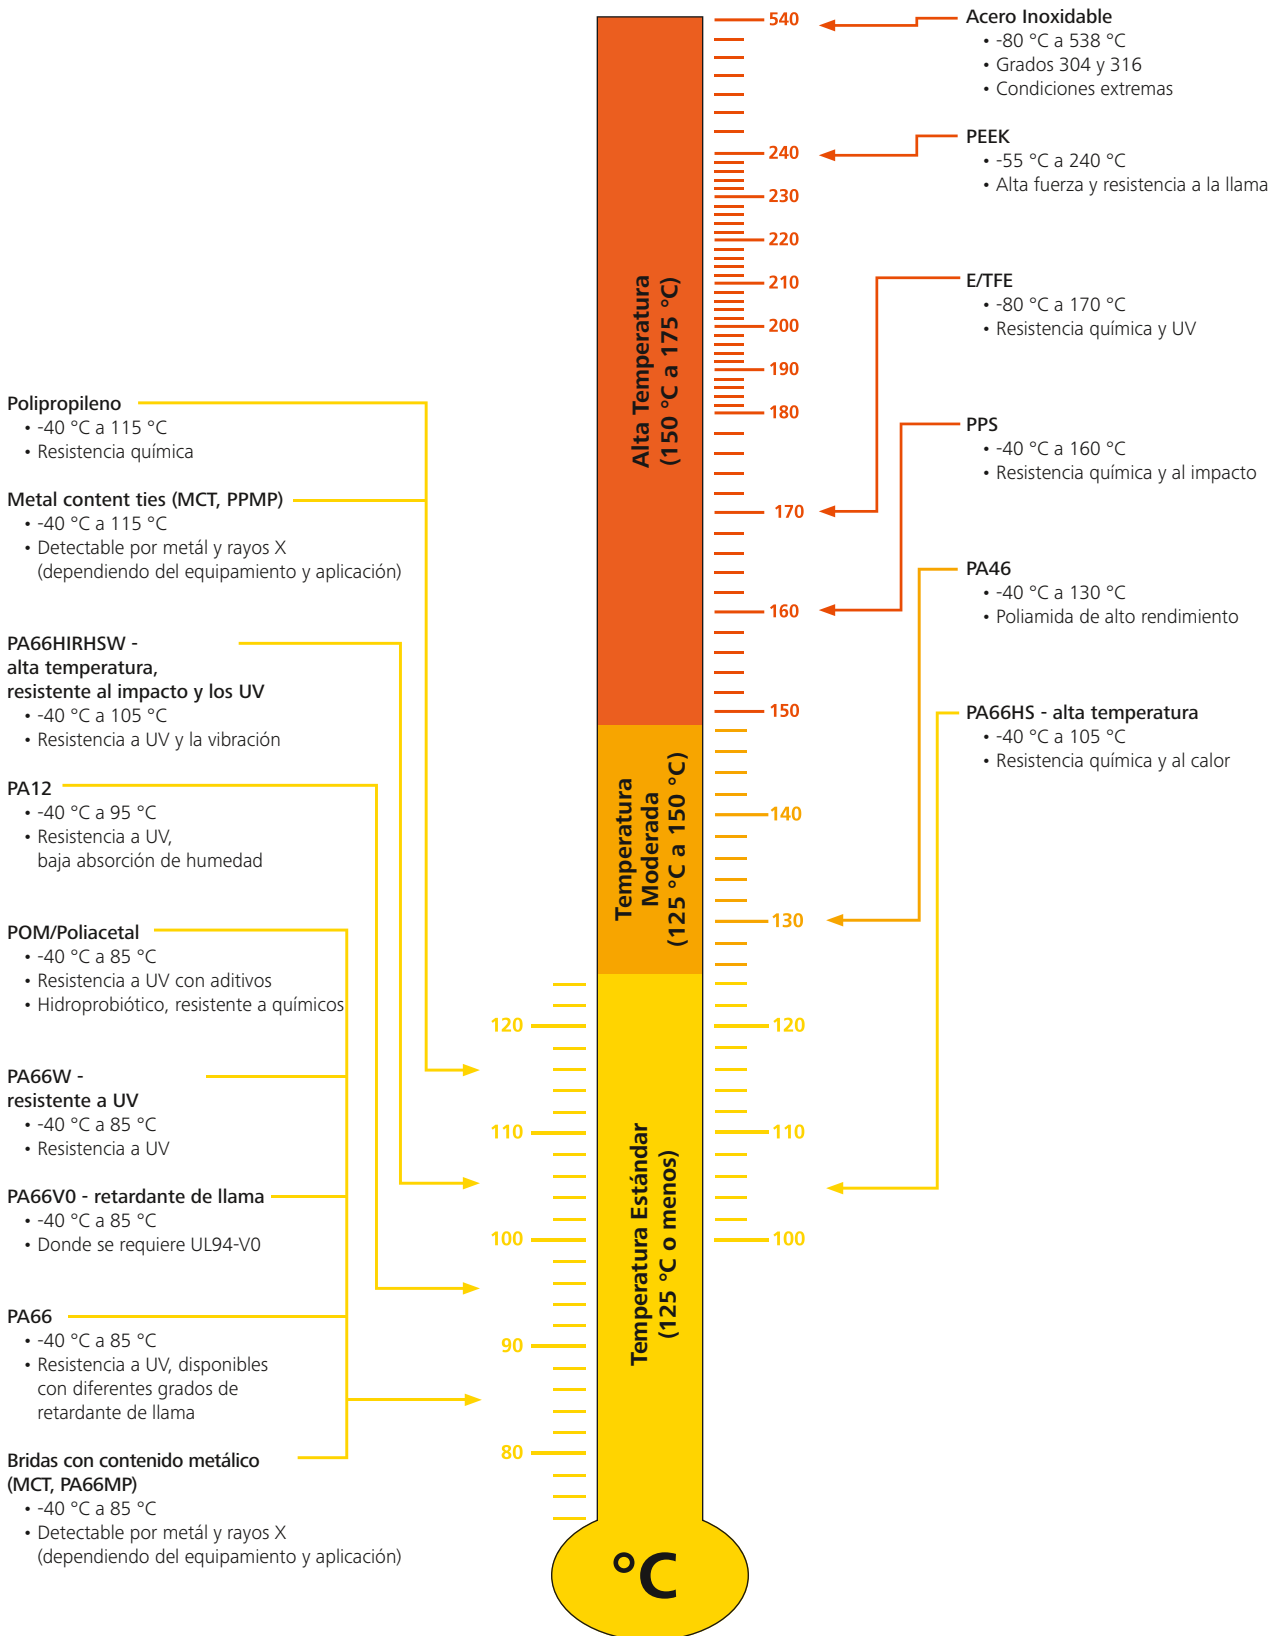 Polipropileno
• -40 °C a 115 °C
• Resistencia química
Metal content ties (MCT, PPMP)
• -40 °C a 115 °C
• Detectable por metál y rayos X
(dependiendo del equipamiento y aplicación)
PA66HIRHSW -
alta temperatura,
resistente al impacto y los UV
• -40 °C a 105 °C
• Resistencia a UV y la vibración
PA12
• -40 °C a 95 °C
• Resistencia a UV,
baja absorción de humedad
POM/Poliacetal
• -40 °C a 85 °C
• Resistencia a UV con aditivos
• Hidroprobiótico, resistente a químicos
PA66W -
resistente a UV
• -40 °C a 85 °C
• Resistencia a UV
PA66V0 - retardante de llama
• -40 °C a 85 °C
• Donde se requiere UL94-V0
PA66
• -40 °C a 85 °C
• Resistencia a UV, disponibles
con diferentes grados de
retardante de llama
Bridas con contenido metálico
(MCT, PA66MP)
• -40 °C a 85 °C
• Detectable por metál y rayos X
(dependiendo del equipamiento y aplicación)
120
110
100
90
80
Alta Temperatura
(150 °C a 175 °C)
Temperatura
Moderada
(125 °C a 150 °C)
Temperatura Estándar
(125 °C o menos)
°C
540
240
230
220
210
200
190
180
170
160
150
140
130
120
110
100
Acero Inoxidable
• -80 °C a 538 °C
• Grados 304 y 316
• Condiciones extremas
PEEK
• -55 °C a 240 °C
• Alta fuerza y resistencia a la llama
E/TFE
• -80 °C a 170 °C
• Resistencia química y UV
PPS
• -40 °C a 160 °C
• Resistencia química y al impacto
PA46
• -40 °C a 130 °C
• Poliamida de alto rendimiento
PA66HS - alta temperatura
• -40 °C a 105 °C
• Resistencia química y al calor